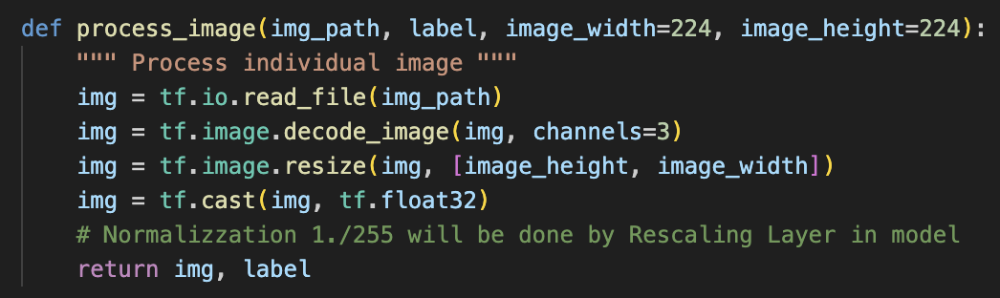 def process_image(img_path, label, image_width=224, image_height=224):
    """ Process individual image """
    img = tf.io.read_file(img_path)
    img = tf.image.decode_image(img, channels=3)
    img = tf.image.resize(img, [image_height, image_width])
    img = tf.cast(img, tf.float32)
    # Normalizzation 1./255 will be done by Rescaling Layer in model
    return img, label